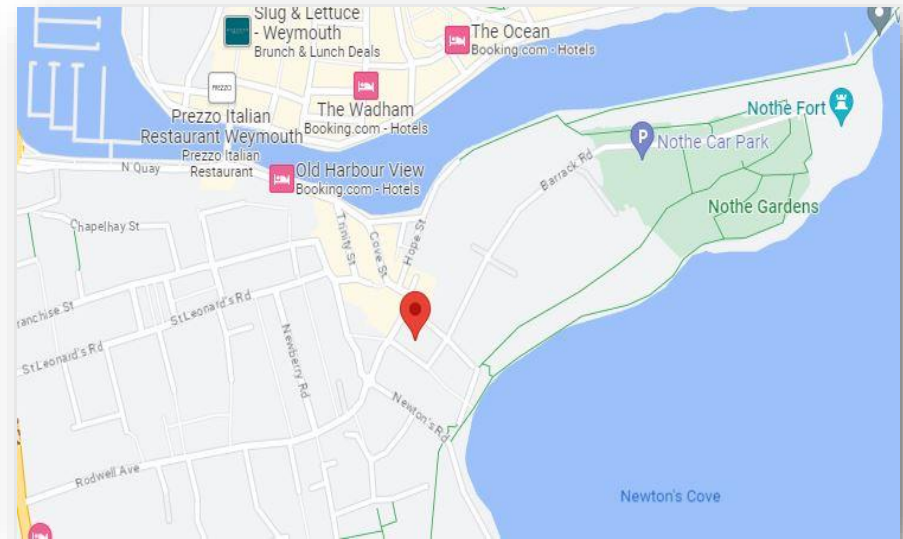 Slug & Lettuce
- Weymouth
Brunch & Lunch Deals
The Ocean
Booking.com - Hotels
PREZZO
Prezzo Italian
Restaurant Weymouth
Prezzo Italian
Restaurant
The Wadham
Booking.com - Hotels
Nothe Fort
P
Nothe Car Park
Old Harbour View
Booking.com - Hotels
N Quay
Barrack Rd
Nothe Gardens
Chapelhay St
Trinity St
Cove St
Hope St
ranchise St
St Leonard's Rd
St Leonard's Rd
Newberry Rd
Newton's Rd
Rodwell Ave
Newton's Cove